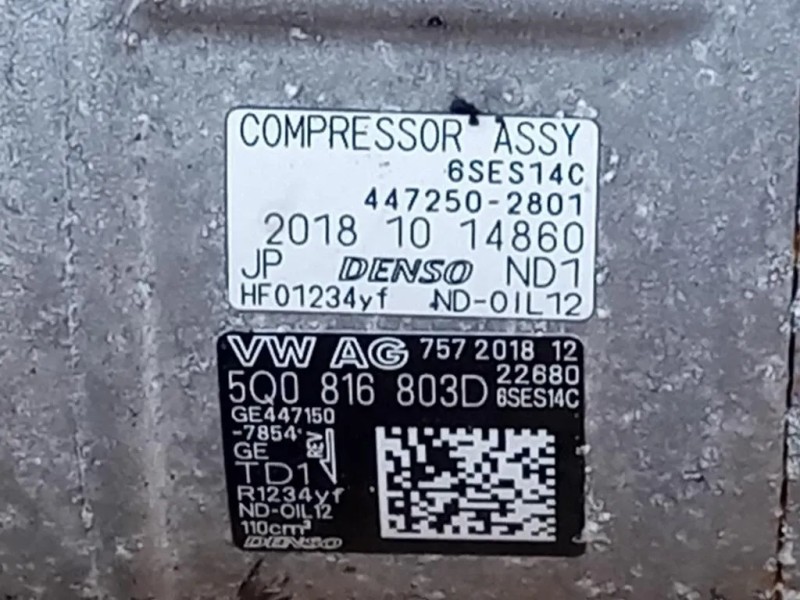 COMPRESSOR ASSY
6SES14C
447250-2801
2018 10 14860
JP DENSO ND1
HFO1234yf ND-OIL12
VW AG 757 2018 12
5Q0 816 803D 22680
6SES14C
GE447150
-7854
GE REV
TD1
R1234yf
ND-OIL12
110cm³
DENSO